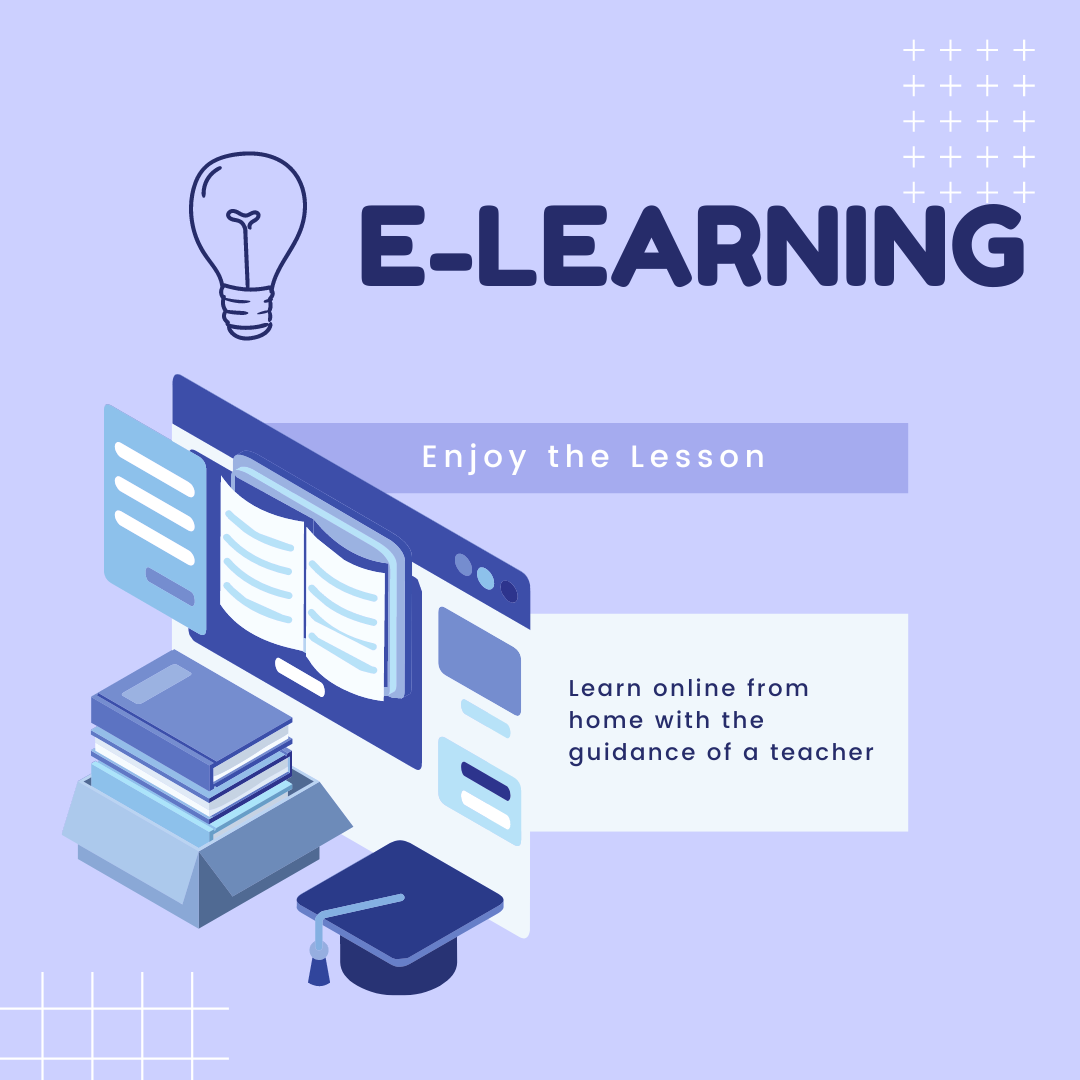 E-LEARNING
Enjoy the Lesson
Learn online from
home with the
guidance of a teacher